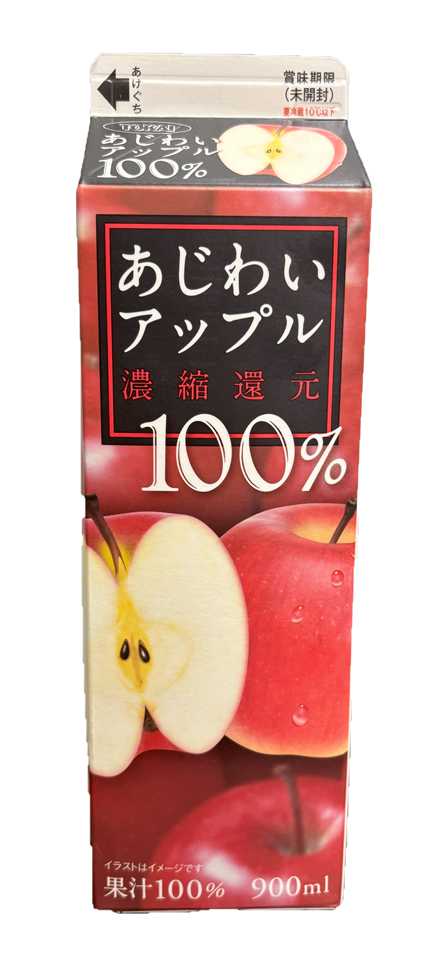 あけぐち
賞味期限
(未開封)
要冷蔵10℃以下
あじわい
アップル
100%
あじわい
アップル
濃縮還元
100%
イラストはイメージです
果汁100% 900ml